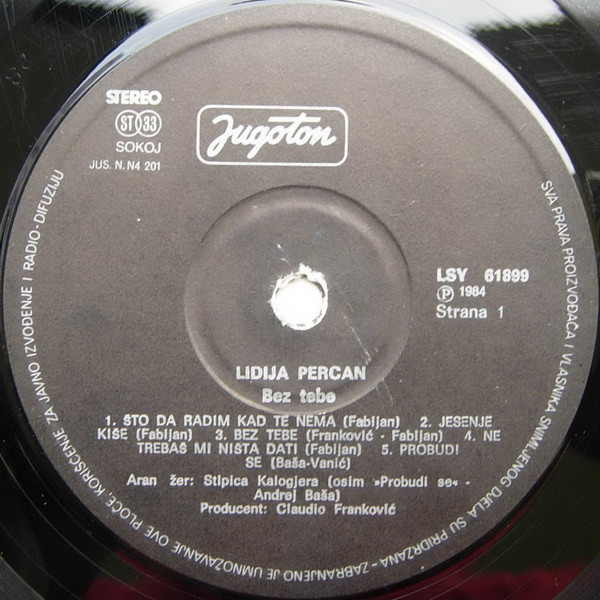 STEREO
ST 33
SOKOJ
JUS. N. N4 201
Jugoton
LSY 61899
Ⓟ 1984
Strana 1
LIDIJA PERCAN
Bez tebe
1. ŠTO DA RADIM KAD TE NEMA (Fabijan) 2. JESENJE
KIŠE (Fabijan) 3. BEZ TEBE (Franković - Fabijan) 4. NE
TREBAŠ MI NIŠTA DATI (Fabijan) 5. PROBUDI
SE (Baša-Vanić)
Aran žer: Stipica Kalogjera (osim »Probudi se« -
Andrej Baša)
Producent: Claudio Franković
SVA PRAVA PROIZVOĐAČA I VLASNIKA SNIMLJENOG DJELA SU PRIDRŽANA - ZABRANJENO JE UMNOŽAVANJE OVE PLOČE, KORIŠĆENJE ZA JAVNO IZVOĐENJE I RADIO-DIFUZIJU